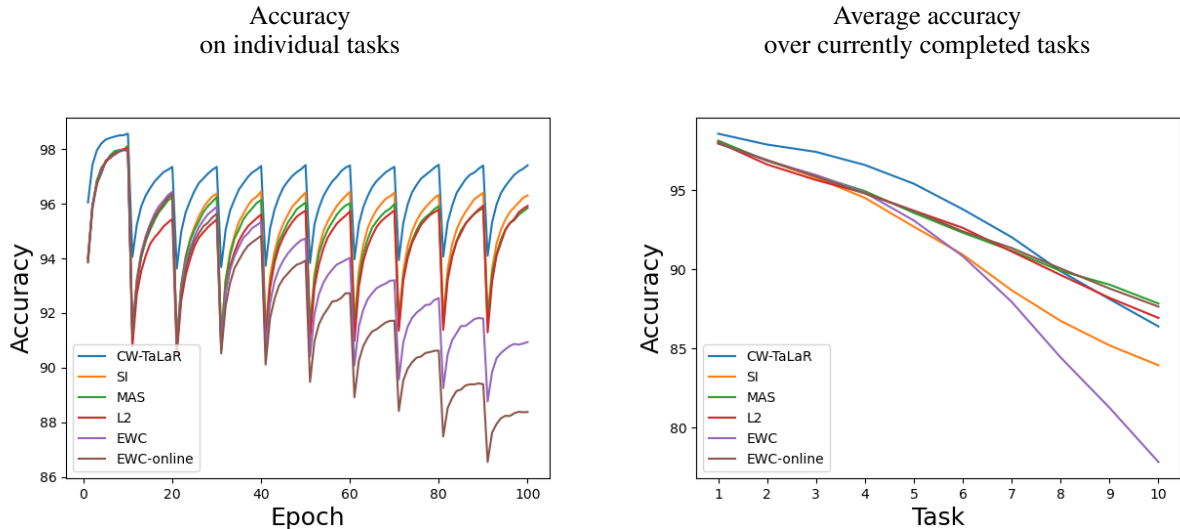 Accuracy
on individual tasks
98
96
94
92
90
88
86
Accuracy
CW-TaLaR
SI
MAS
L2
EWC
EWC-online
0 20 40 60 80 100
Epoch
Average accuracy
over currently completed tasks
95
90
85
80
Accuracy
CW-TaLaR
SI
MAS
L2
EWC
EWC-online
1 2 3 4 5 6 7 8 9 10
Task